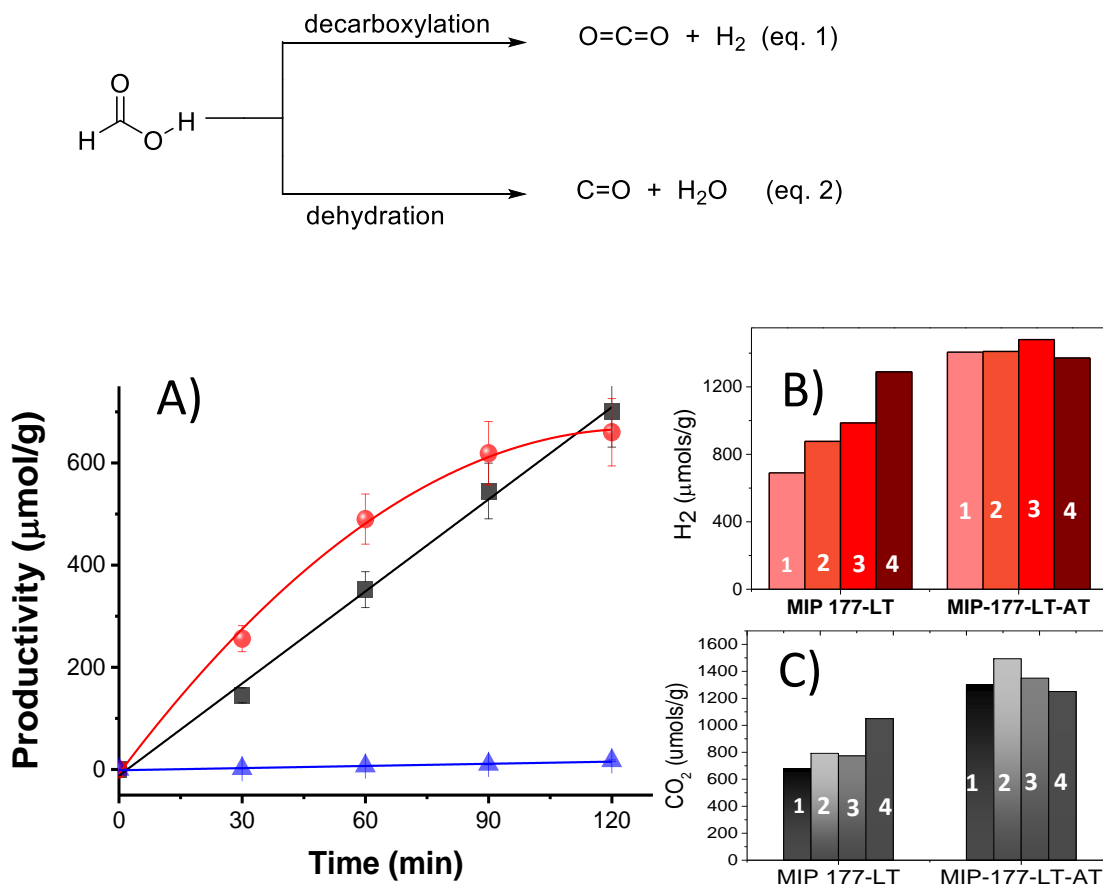 decarboxylation
O=C=O + H₂ (eq. 1)
O
H
O
H
C=O + H₂O (eq. 2)
dehydration
A)
Productivity (μmol/g)
600
400
200
0
0 30 60 90 120
Time (min)
B)
H2 (μmols/g)
1200
800
400
0
1 2 3 4 1 2 3 4
MIP 177-LT MIP-177-LT-AT
C)
CO₂ (umols/g)
1600
1400
1200
1000
800
600
400
200
0
1 2 3 4 1 2 3 4
MIP 177-LT MIP-177-LT-AT